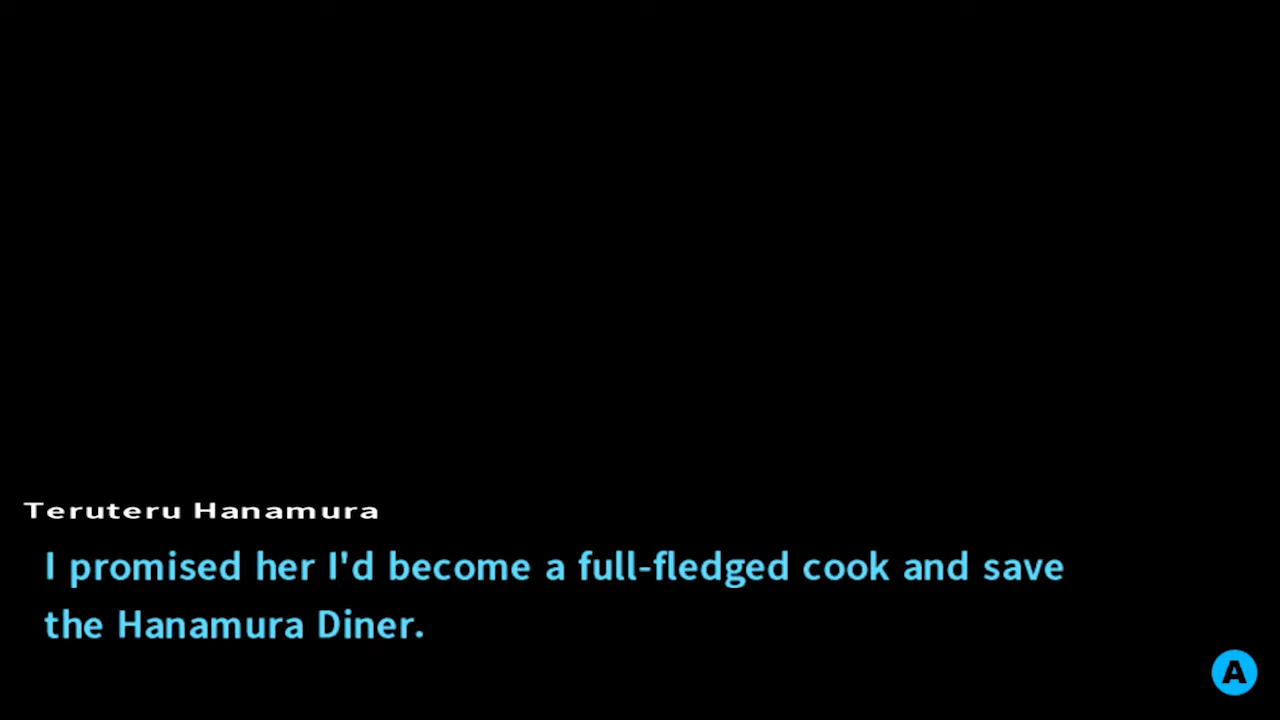 Teruteru Hanamura
I promised her I'd become a full-fledged cook and save
the Hanamura Diner.
A